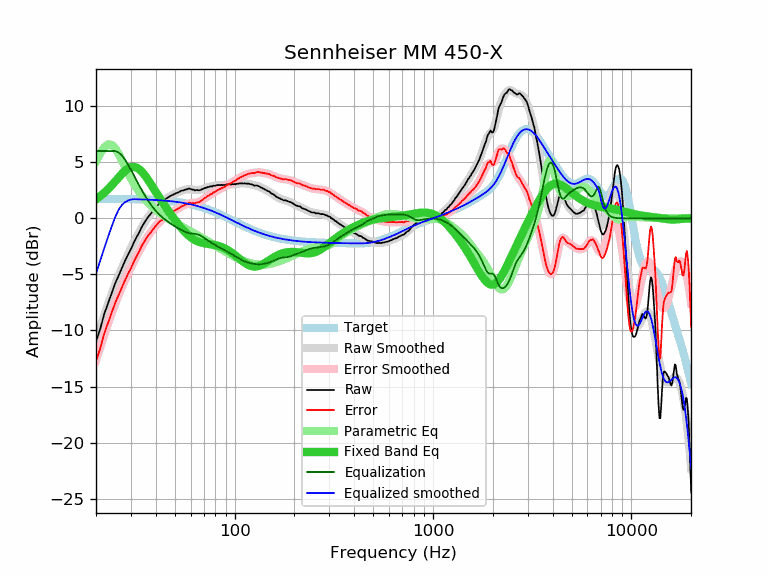 Sennheiser MM 450-X
10
5
0
−5
−10
−15
−20
−25
Amplitude (dBr)
Target
Raw Smoothed
Error Smoothed
Raw
Error
Parametric Eq
Fixed Band Eq
Equalization
Equalized smoothed
100 1000 10000
Frequency (Hz)